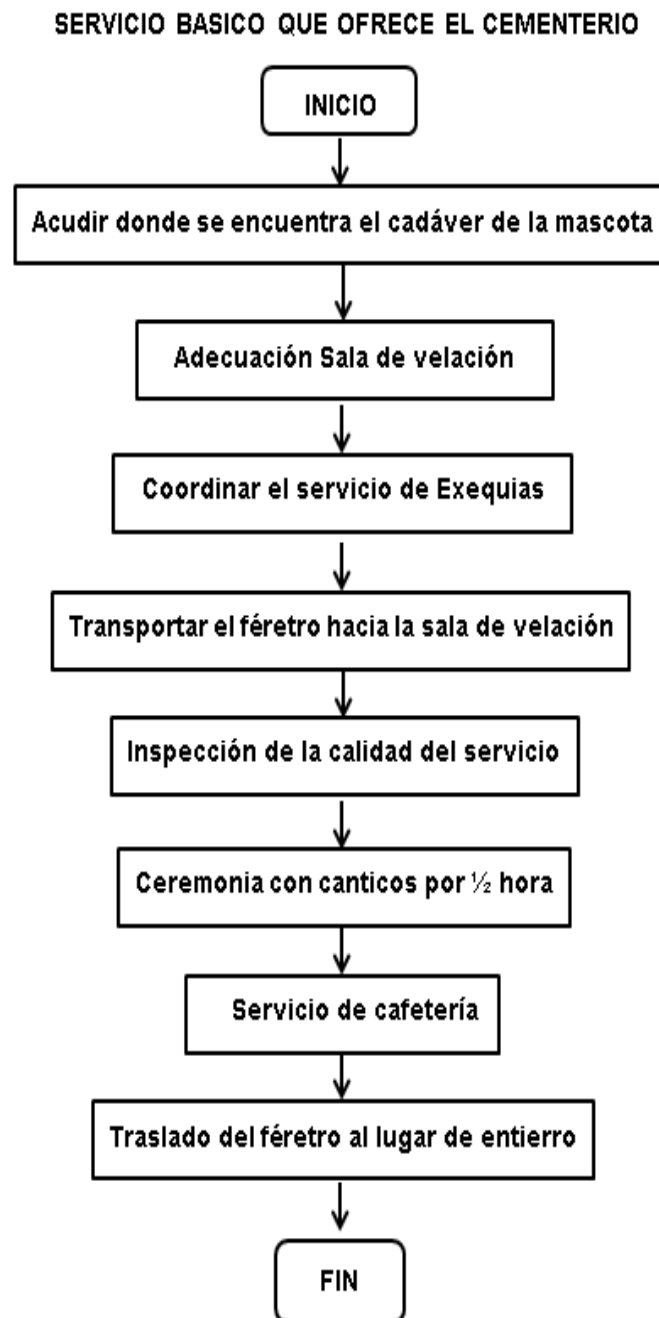 SERVICIO BASICO QUE OFRECE EL CEMENTERIO
INICIO
Acudir donde se encuentra el cadáver de la mascota
Adecuación Sala de velación
Coordinar el servicio de Exequias
Transportar el féretro hacia la sala de velación
Inspección de la calidad del servicio
Ceremonia con canticos por ½ hora
Servicio de cafetería
Traslado del féretro al lugar de entierro
FIN